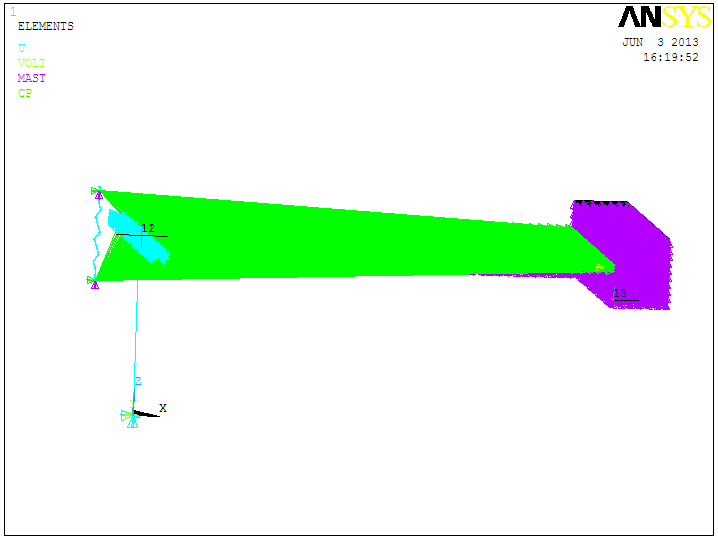 1
ANSYS
ELEMENTS
JUN 3 2013
16:19:52
U
VOLT
MAST
CP
12
13
Z
X